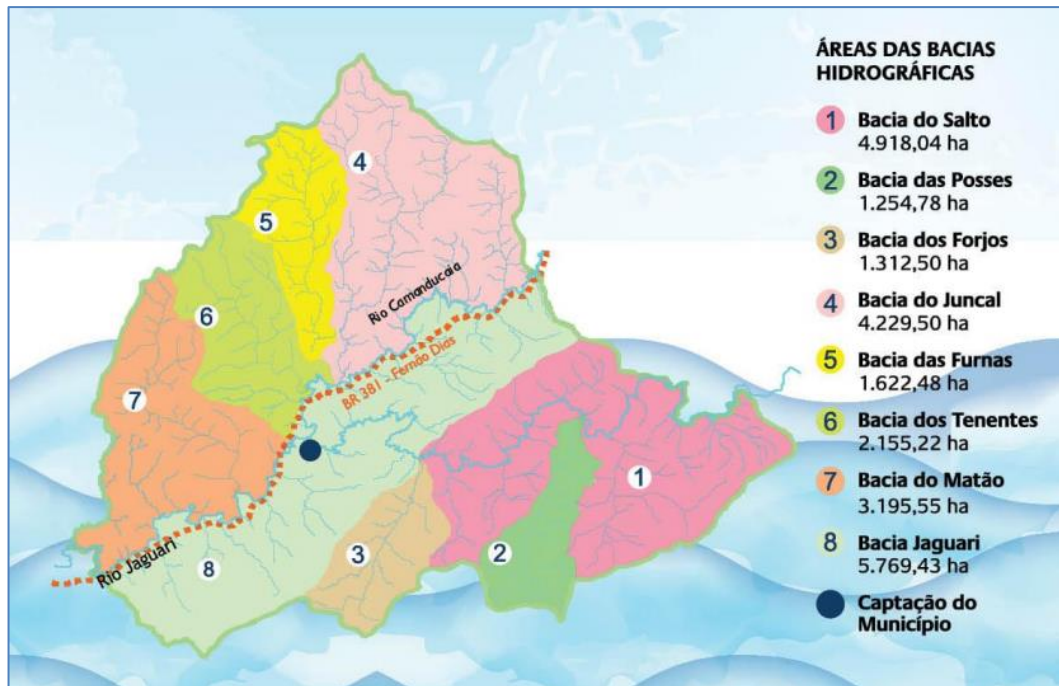 ÁREAS DAS BACIAS
HIDROGRÁFICAS
1 Bacia do Salto
4.918,04 ha
2 Bacia das Posses
1.254,78 ha
3 Bacia dos Forjos
1.312,50 ha
4 Bacia do Juncal
4.229,50 ha
5 Bacia das Furnas
1.622,48 ha
6 Bacia dos Tenentes
2.155,22 ha
7 Bacia do Matão
3.195,55 ha
8 Bacia Jaguari
5.769,43 ha
Captação do
Município
4
5
6
Rio Camanducaia
BR 381 - Fernão Dias
7
1
2
3
8
Rio Jaguari